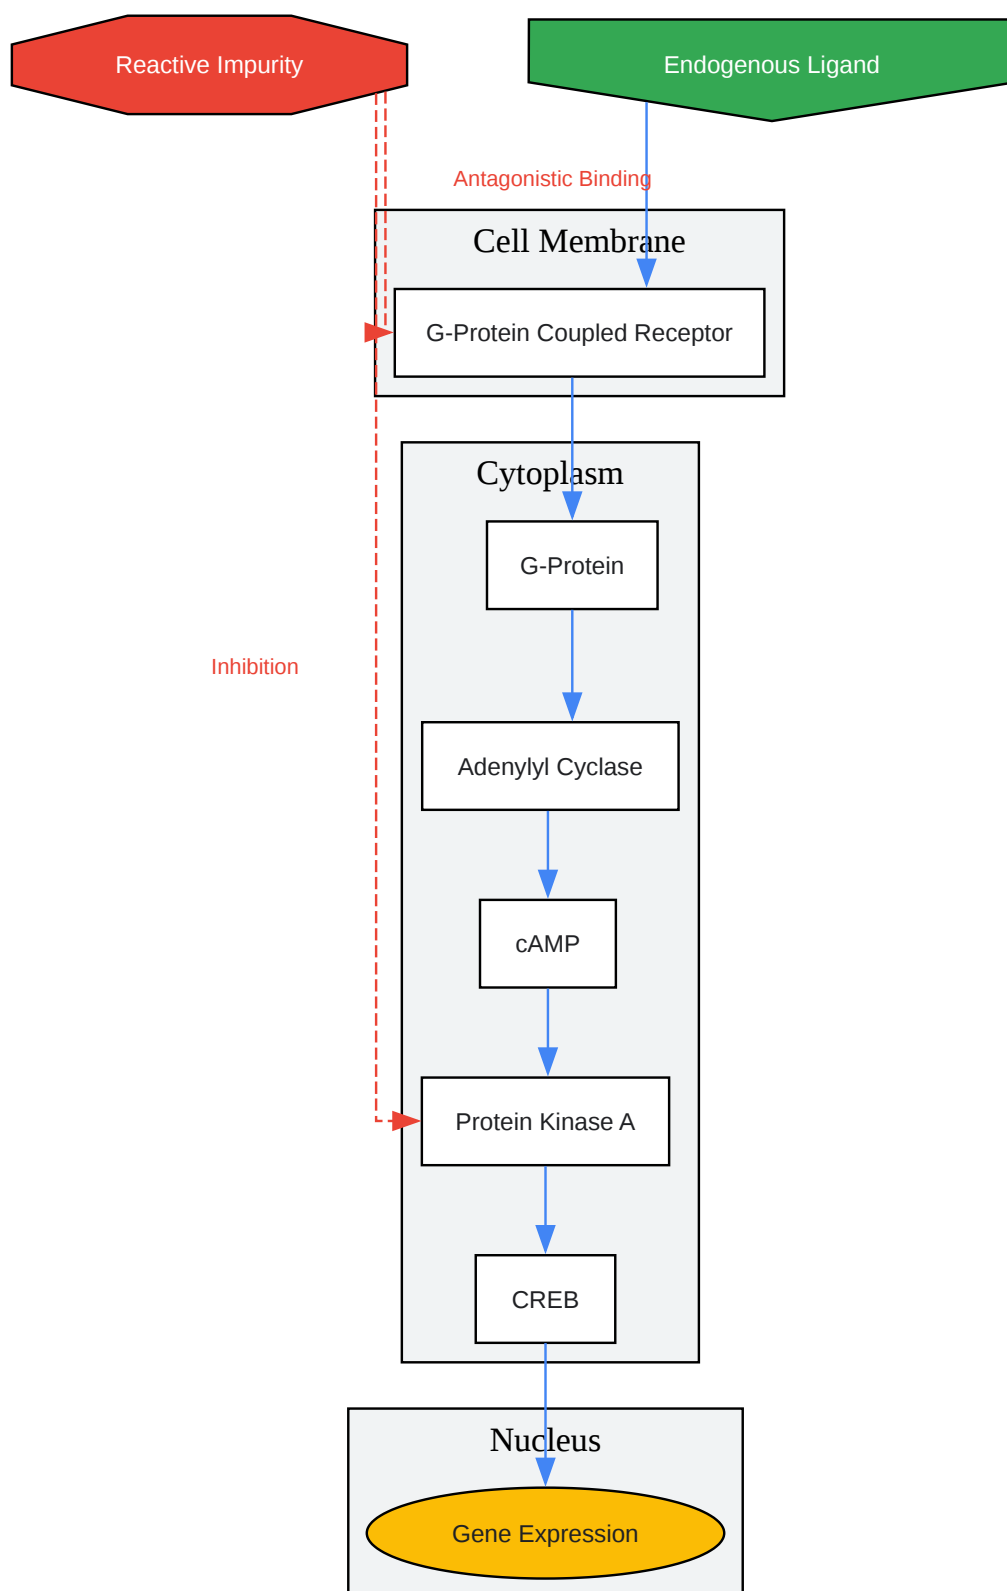 Reactive Impurity
Endogenous Ligand
Antagonistic Binding
Cell Membrane
G-Protein Coupled Receptor
Cytoplasm
G-Protein
Inhibition
Adenylyl Cyclase
cAMP
Protein Kinase A
CREB
Nucleus
Gene Expression